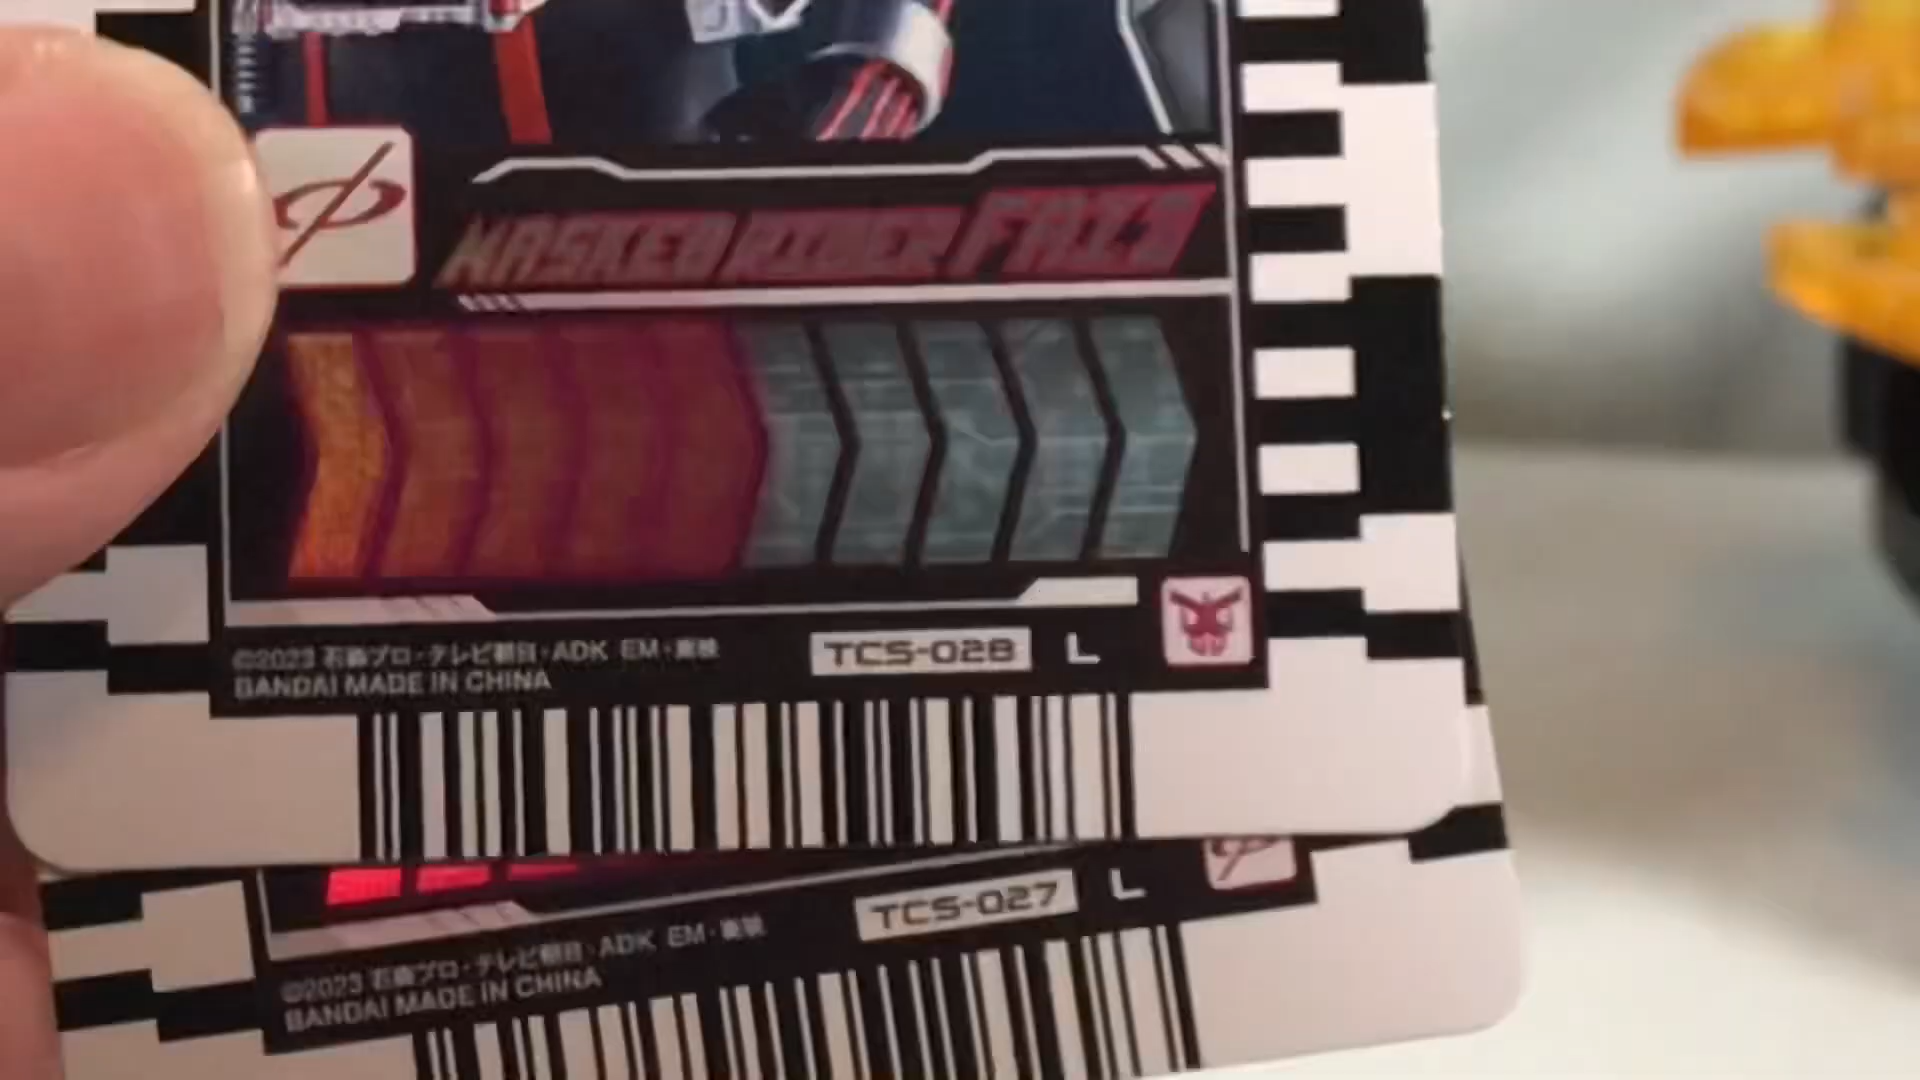 MASKED RIDER FAIZ
©2023 石森プロ・テレビ朝日・ADK EM・東映
BANDAI MADE IN CHINA
TCS-028 L
©2023 石森プロ・テレビ朝日・ADK EM・東映
BANDAI MADE IN CHINA
TCS-027 L